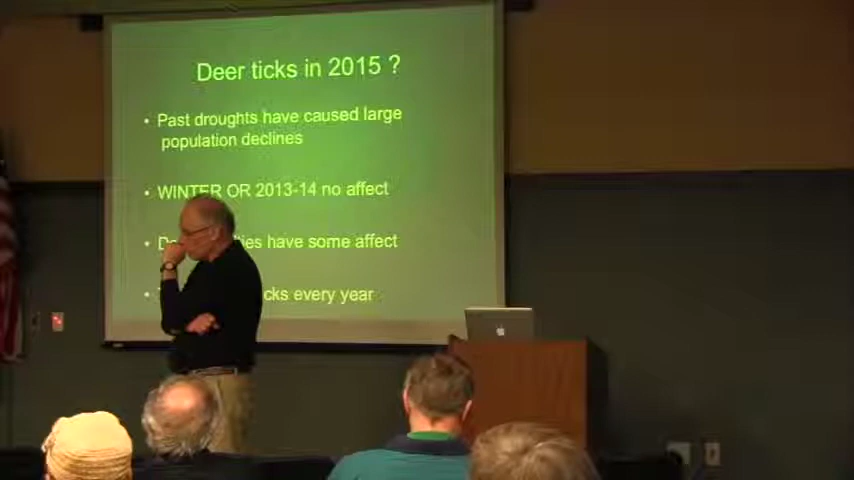 Deer ticks in 2015 ?
• Past droughts have caused large
population declines
• WINTER OR 2013-14 no affect
• have some affect
• every year